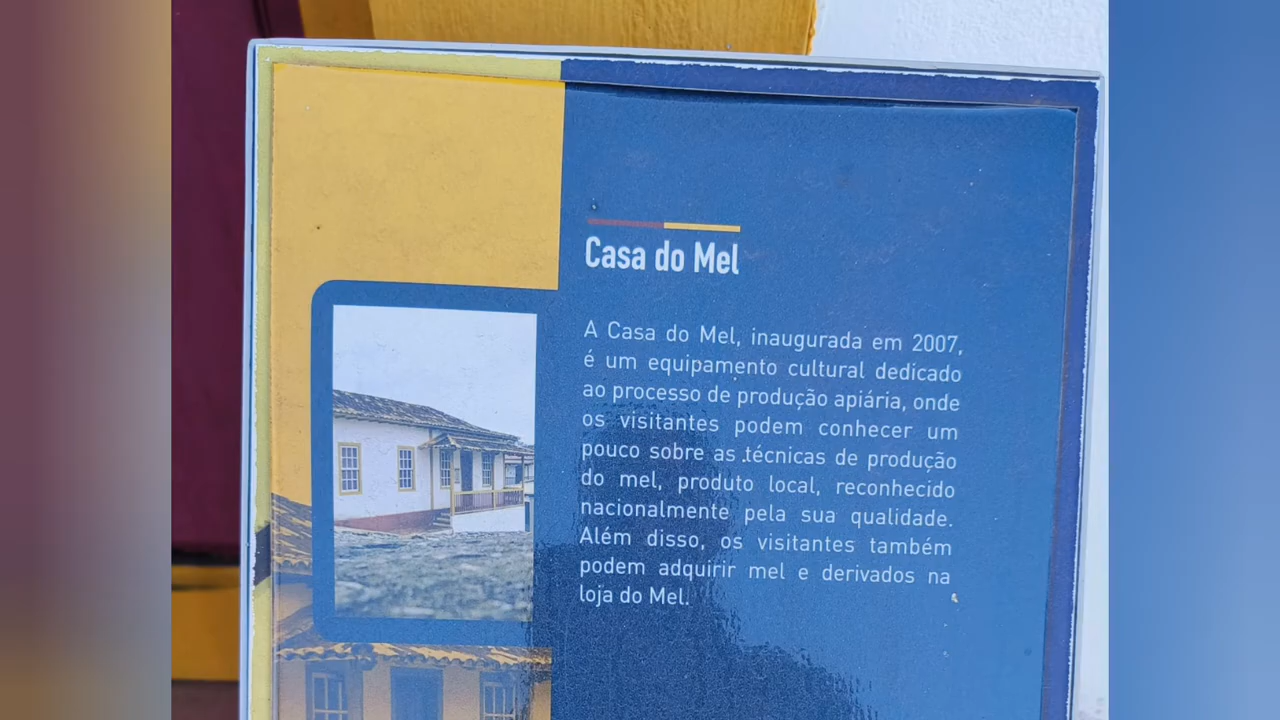 Casa do Mel
A Casa do Mel, inaugurada em 2007,
é um equipamento cultural dedicado
ao processo de produção apiária, onde
os visitantes podem conhecer um
pouco sobre as técnicas de produção
do mel, produto local, reconhecido
nacionalmente pela sua qualidade.
Além disso, os visitantes também
podem adquirir mel e derivados na
loja do Mel.